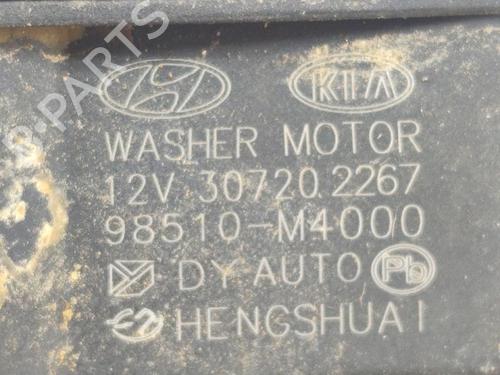 B-PARTS
KIA
WASHER MOTOR
12V 30720 2267
98510-M4000
DY AUTO Pb
HENGSHUAI